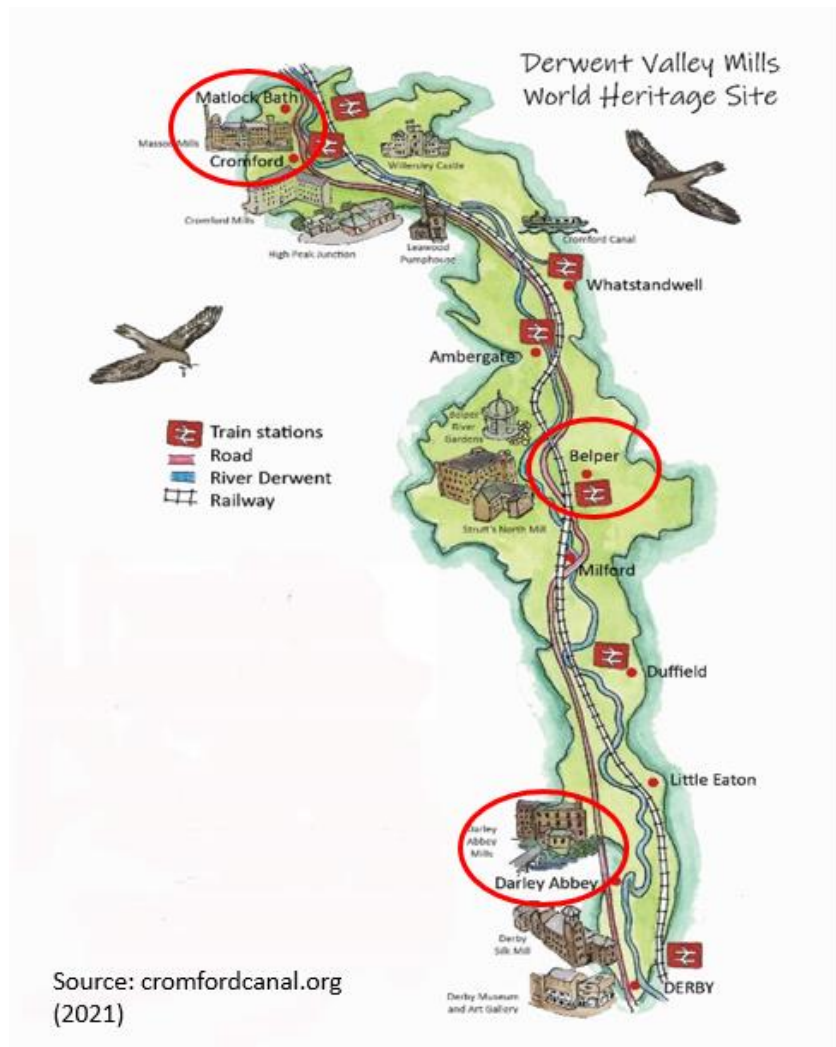 Derwent Valley Mills
World Heritage Site
Matlock Bath
Masson Mills
Cromford
Willersley Castle
Cromford Mills
High Peak Junction
Leawood
Pumphouse
Cromford Canal
Whatstandwell
Ambergate
Train stations
Road
River Derwent
Railway
Belper
River
Gardens
Belper
Strutt's North Mill
Milford
Duffield
Little Eaton
Darley
Abbey
Mills
Darley Abbey
Derby
Silk Mill
Derby Museum
and Art Gallery
DERBY
Source: cromfordcanal.org
(2021)